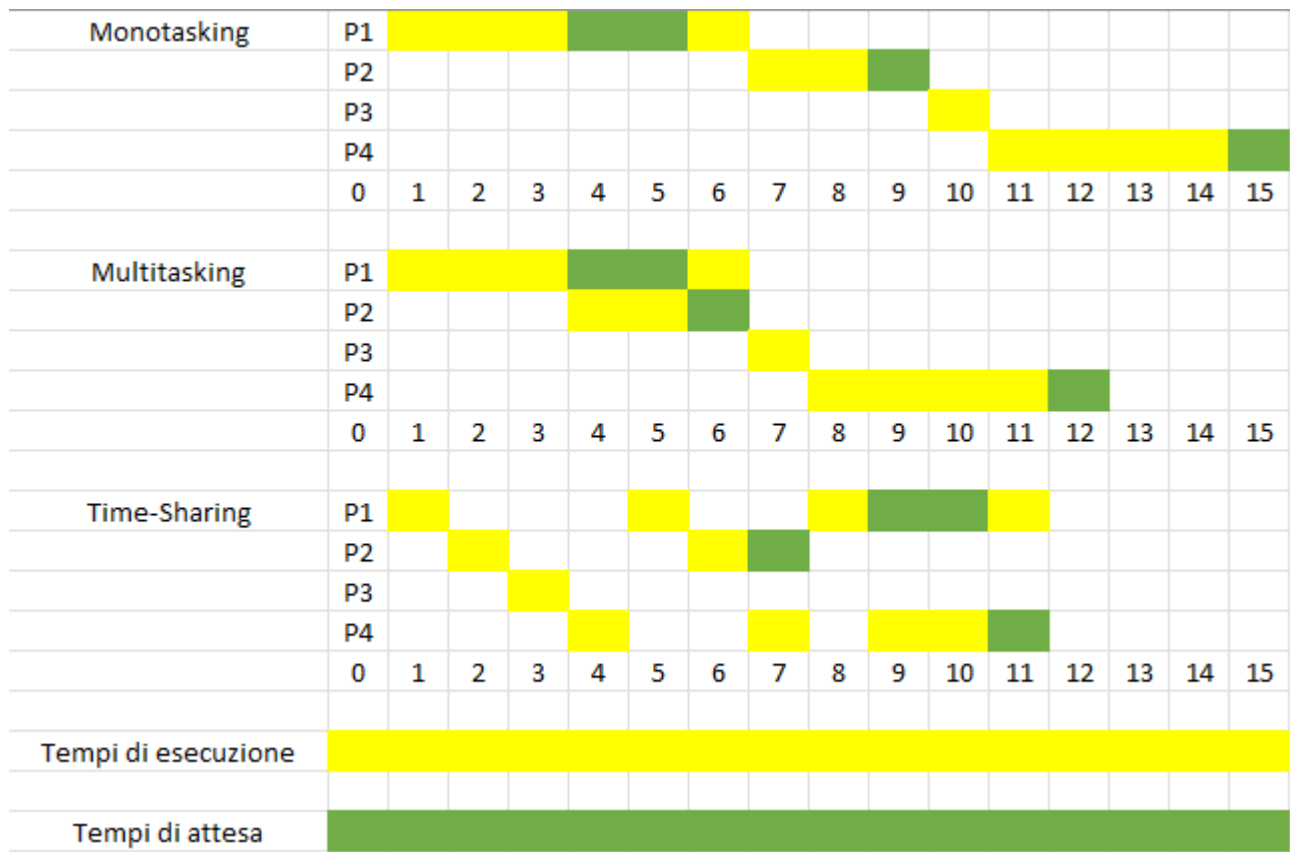 Monotasking P1
P2
P3
P4
0 1 2 3 4 5 6 7 8 9 10 11 12 13 14 15
Multitasking P1
P2
P3
P4
0 1 2 3 4 5 6 7 8 9 10 11 12 13 14 15
Time-Sharing P1
P2
P3
P4
0 1 2 3 4 5 6 7 8 9 10 11 12 13 14 15
Tempi di esecuzione
Tempi di attesa